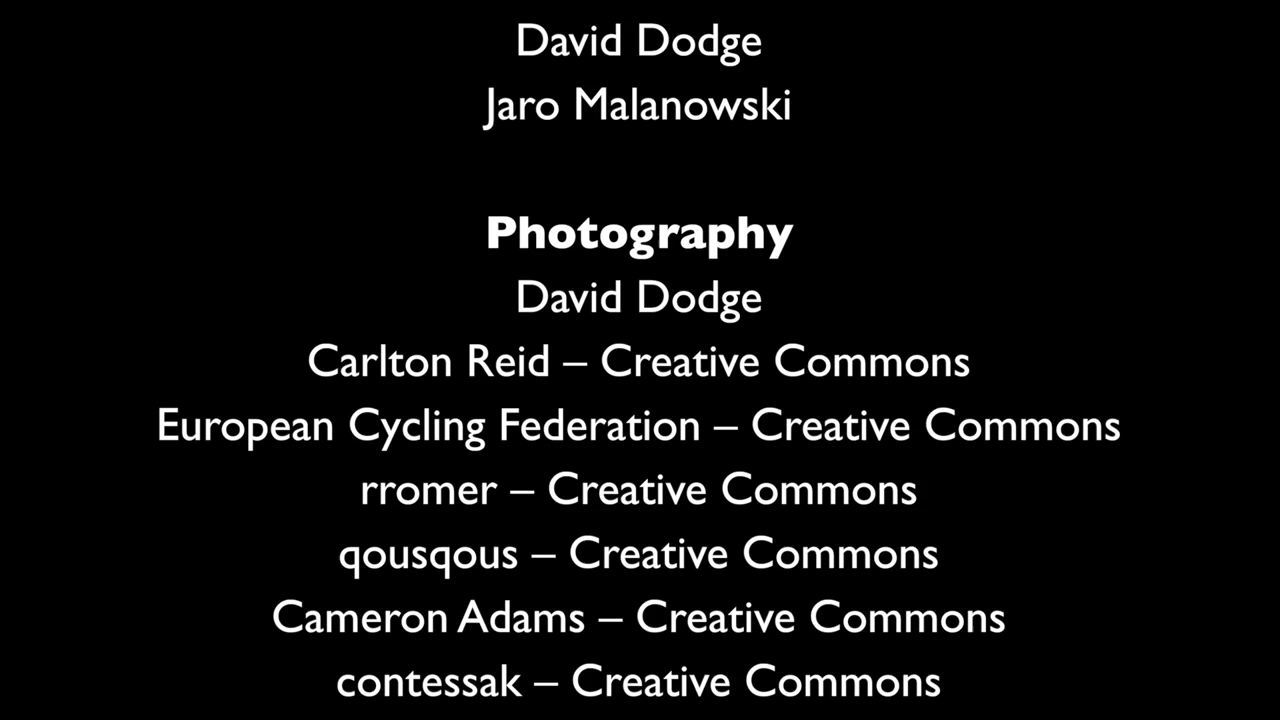 David Dodge
Jaro Malanowski
Photography
David Dodge
Carlton Reid – Creative Commons
European Cycling Federation – Creative Commons
rromer – Creative Commons
qousqous – Creative Commons
Cameron Adams – Creative Commons
contessak – Creative Commons